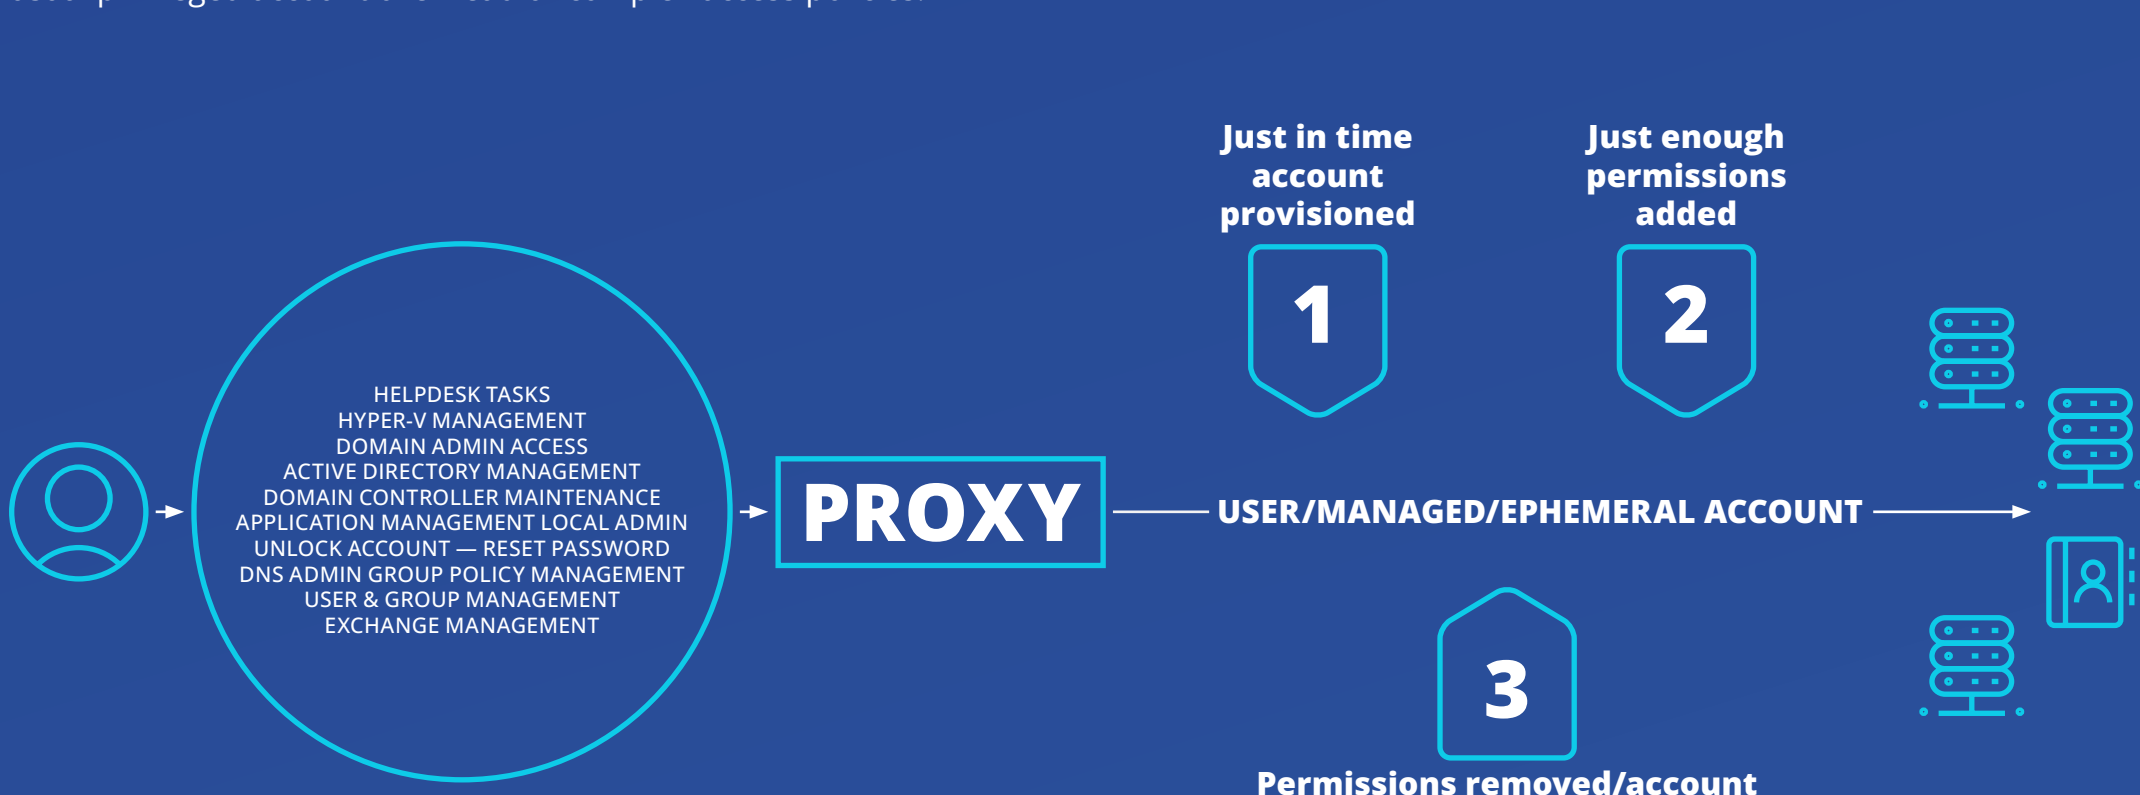 Just in time
account
provisioned
Just enough
permissions
added
1
2
HELPDESK TASKS
HYPER-V MANAGEMENT
DOMAIN ADMIN ACCESS
ACTIVE DIRECTORY MANAGEMENT
DOMAIN CONTROLLER MAINTENANCE
APPLICATION MANAGEMENT LOCAL ADMIN
UNLOCK ACCOUNT — RESET PASSWORD
DNS ADMIN GROUP POLICY MANAGEMENT
USER & GROUP MANAGEMENT
EXCHANGE MANAGEMENT
PROXY
USER/MANAGED/EPHEMERAL ACCOUNT
3
Permissions removed/account